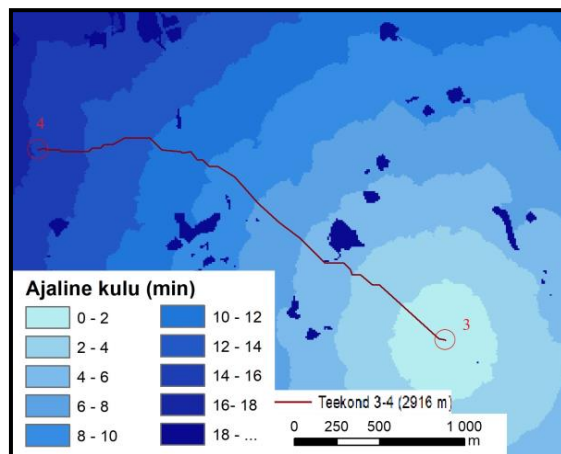 4
3
Ajaline kulu (min)
0 - 2
2 - 4
4 - 6
6 - 8
8 - 10
10 - 12
12 - 14
14 - 16
16- 18
18 - ...
Teekond 3-4 (2916 m)
0 250 500 1 000
m